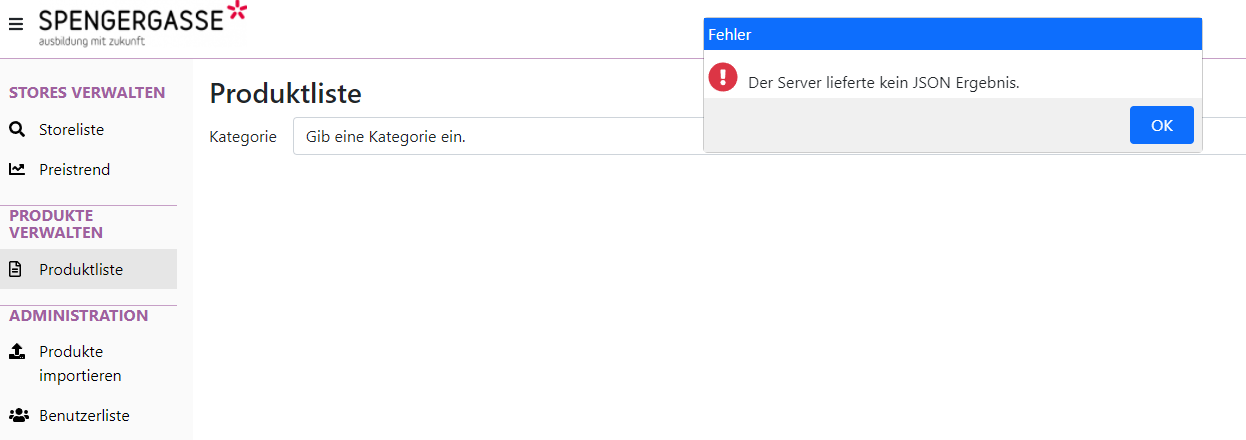 SPENGERGASSE
ausbildung mit zukunft
STORES VERWALTEN
Storeliste
Preistrend
PRODUKTE
VERWALTEN
Produktliste
ADMINISTRATION
Produkte
importieren
Benutzerliste
Produktliste
Kategorie
Gib eine Kategorie ein.
Fehler
Der Server lieferte kein JSON Ergebnis.
OK